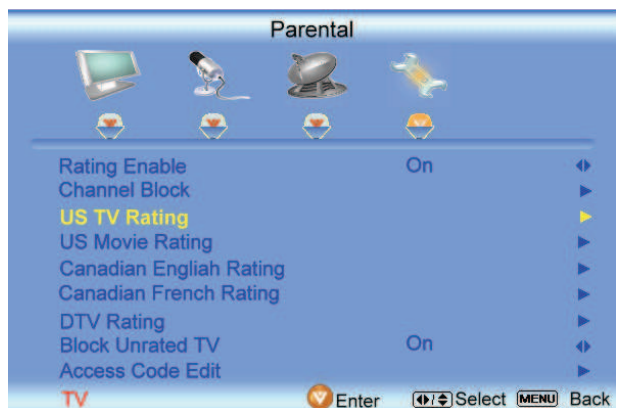 Parental
Rating Enable On
Channel Block
US TV Rating
US Movie Rating
Canadian Engliah Rating
Canadian French Rating
DTV Rating
Block Unrated TV On
Access Code Edit
TV Enter Select MENU Back